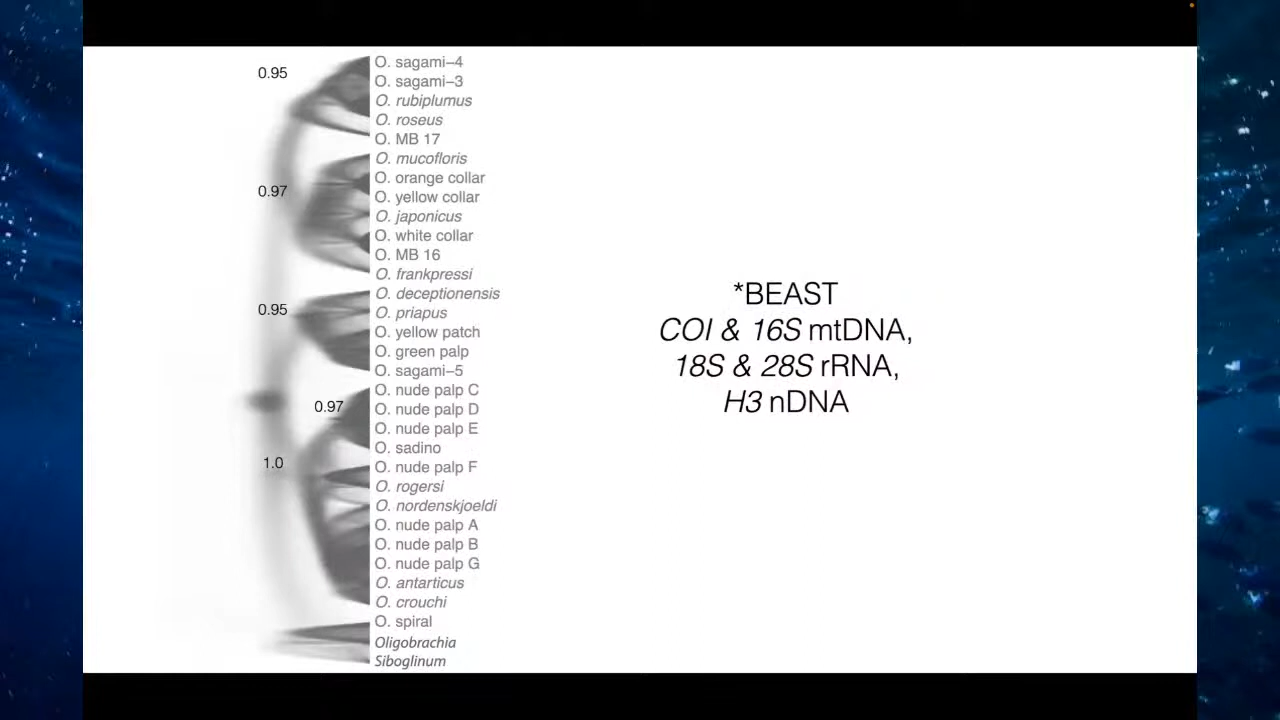 0.95
0.97
0.95
0.97
1.0
O. sagami–4
O. sagami–3
O. rubiplumus
O. roseus
O. MB 17
O. mucofloris
O. orange collar
O. yellow collar
O. japonicus
O. white collar
O. MB 16
O. frankpressi
O. deceptionensis
O. priapus
O. yellow patch
O. green palp
O. sagami–5
O. nude palp C
O. nude palp D
O. nude palp E
O. sadino
O. nude palp F
O. rogersi
O. nordenskjoeldi
O. nude palp A
O. nude palp B
O. nude palp G
O. antarticus
O. crouchi
O. spiral
Oligobrachia
Siboglinum
*BEAST
COI & 16S mtDNA,
18S & 28S rRNA,
H3 nDNA